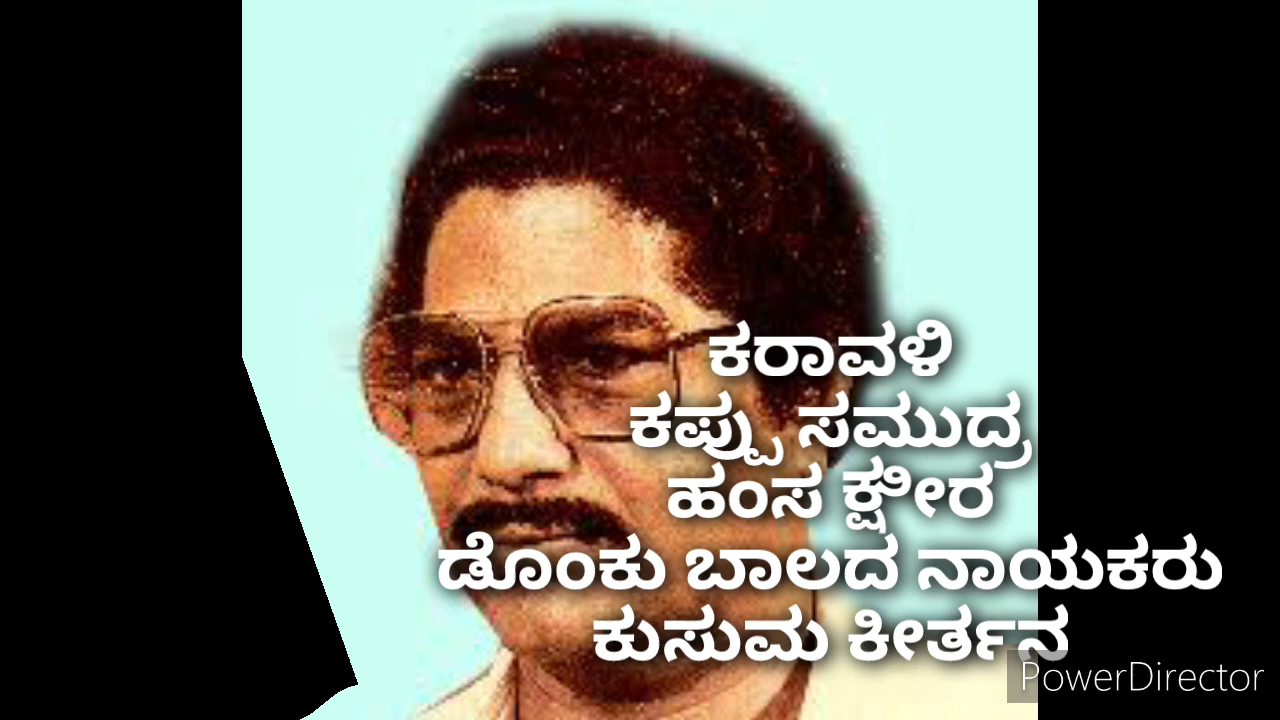 ಕರಾವಳಿ
ಕಪ್ಪು ಸಮುದ್ರ
ಹಂಸ ಕ್ಷೀರ
ಡೊಂಕು ಬಾಲದ ನಾಯಕರು
ಕುಸುಮ ಕೀರ್ತನ
PowerDirector